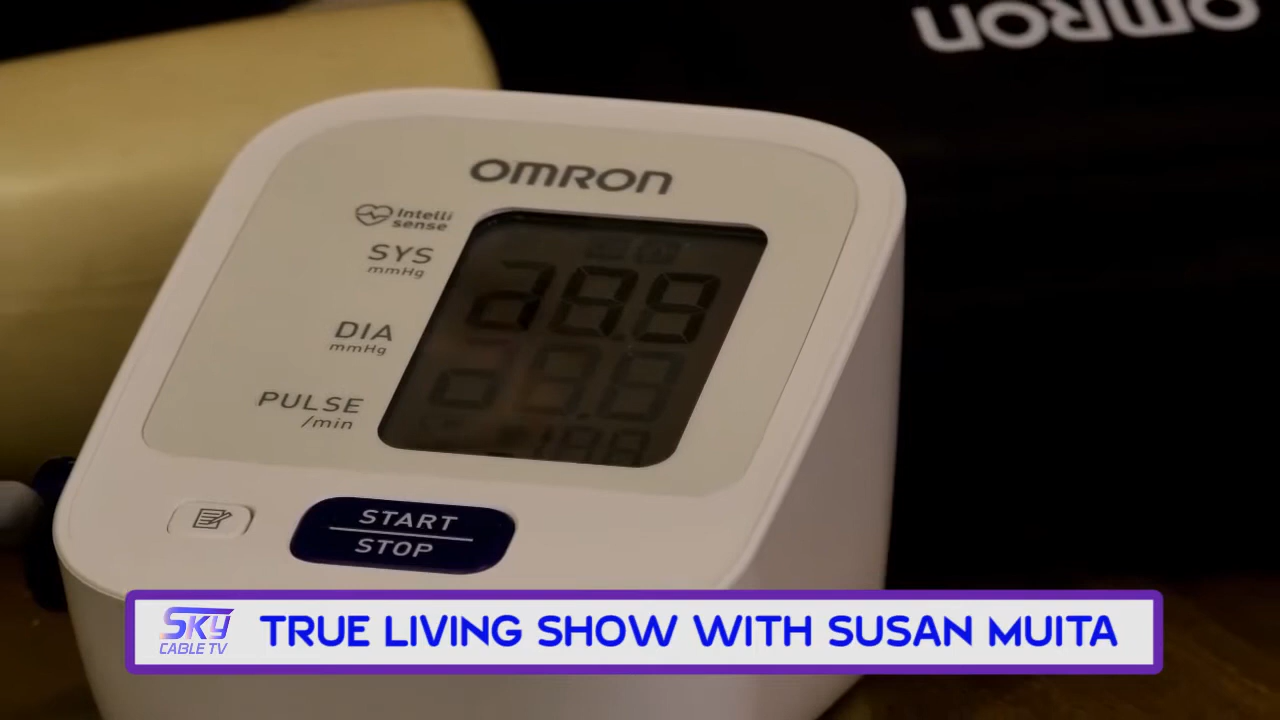 OMRON
OMRON
Intelli
sense
SYS
mmHg
DIA
mmHg
PULSE
/min
START
STOP
SKY
CABLE TV
TRUE LIVING SHOW WITH SUSAN MUITA